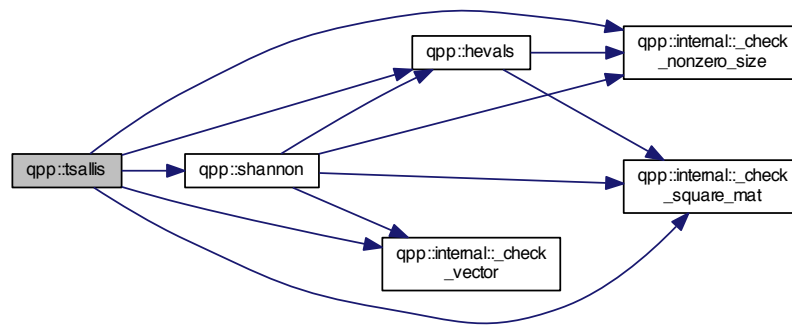 qpp::tsallis
qpp::shannon
qpp::hevals
qpp::internal::_check
_nonzero_size
qpp::internal::_check
_square_mat
qpp::internal::_check
_vector